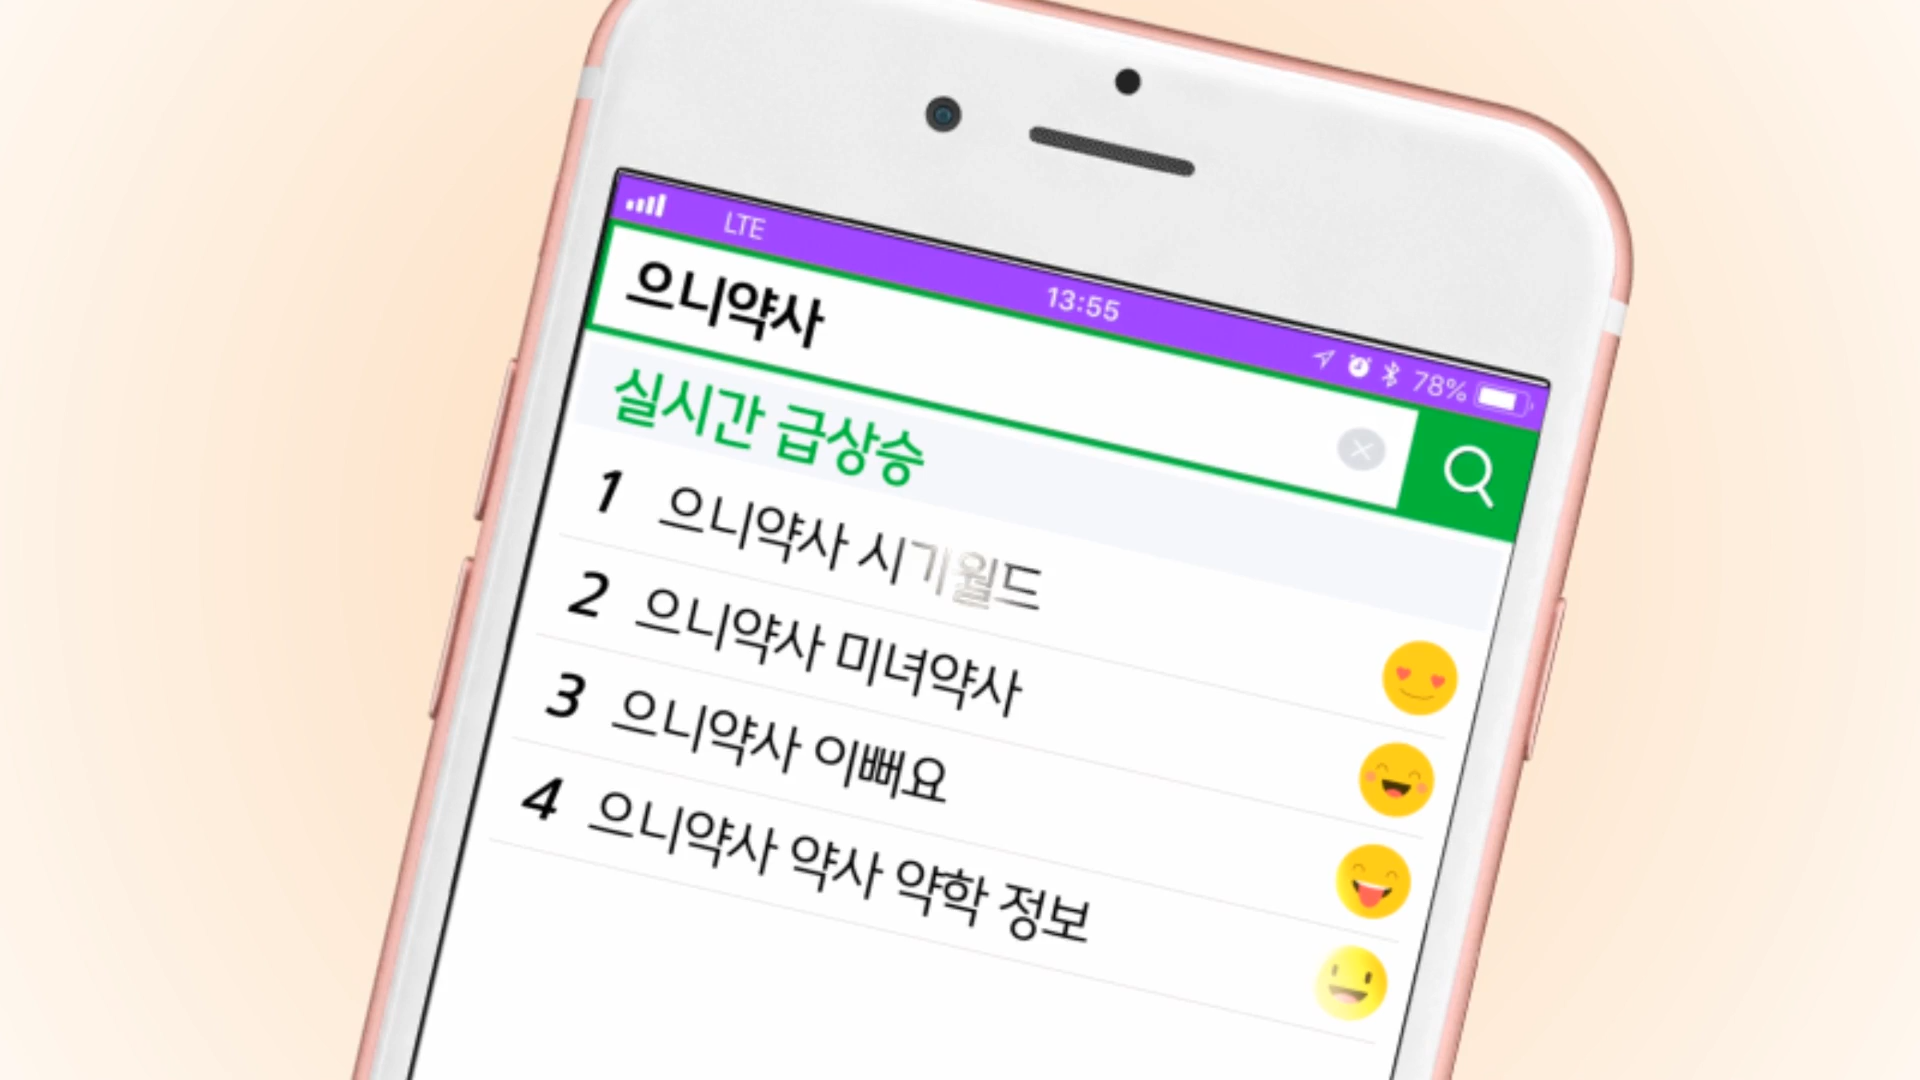 LTE
13:55
78%
으니약사
실시간 급상승
1 으니약사 시기월드
2 으니약사 미녀약사
3 으니약사 이뻐요
4 으니약사 약사 약학 정보